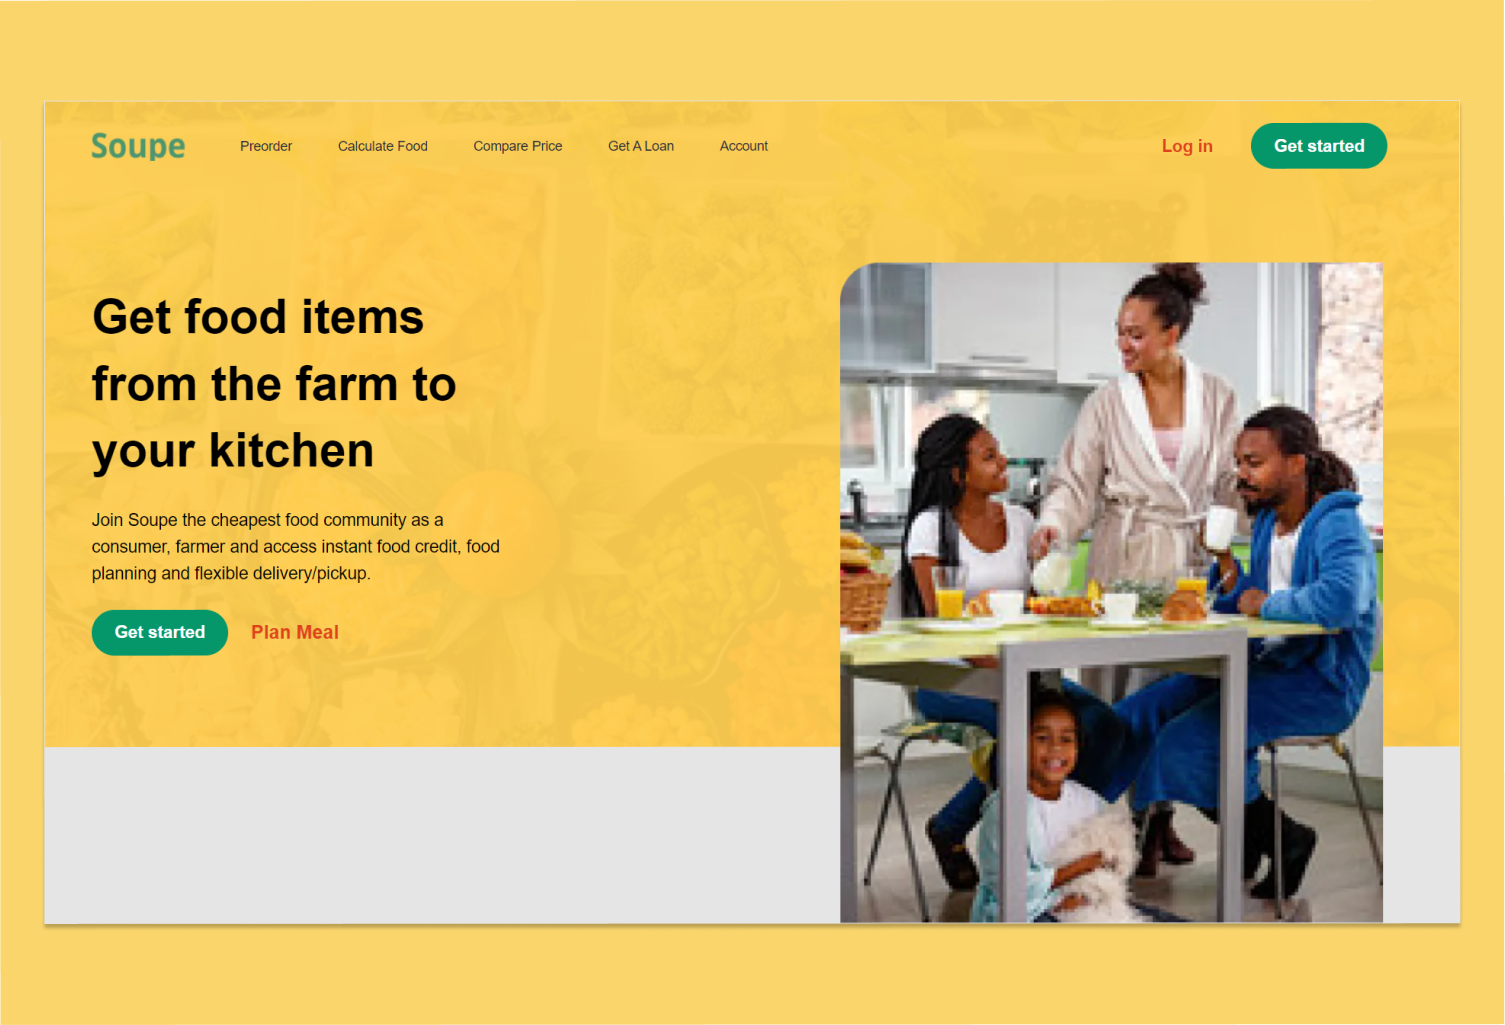 Soupe
Preorder
Calculate Food
Compare Price
Get A Loan
Account
Log in
Get started
Get food items
from the farm to
your kitchen
Join Soupe the cheapest food community as a
consumer, farmer and access instant food credit, food
planning and flexible delivery/pickup.
Get started
Plan Meal